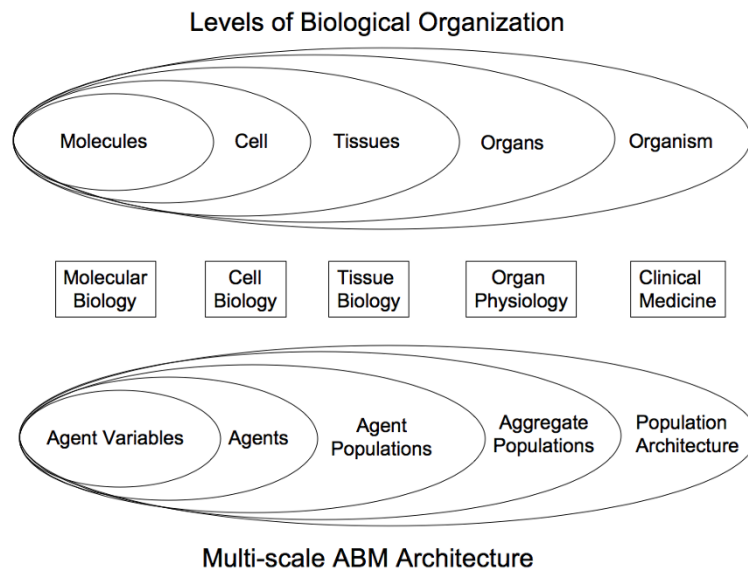 Levels of Biological Organization
Molecules Cell Tissues Organs Organism
Molecular Biology
Cell Biology
Tissue Biology
Organ Physiology
Clinical Medicine
Agent Variables
Agents
Agent Populations
Aggregate Populations
Population Architecture
Multi-scale ABM Architecture